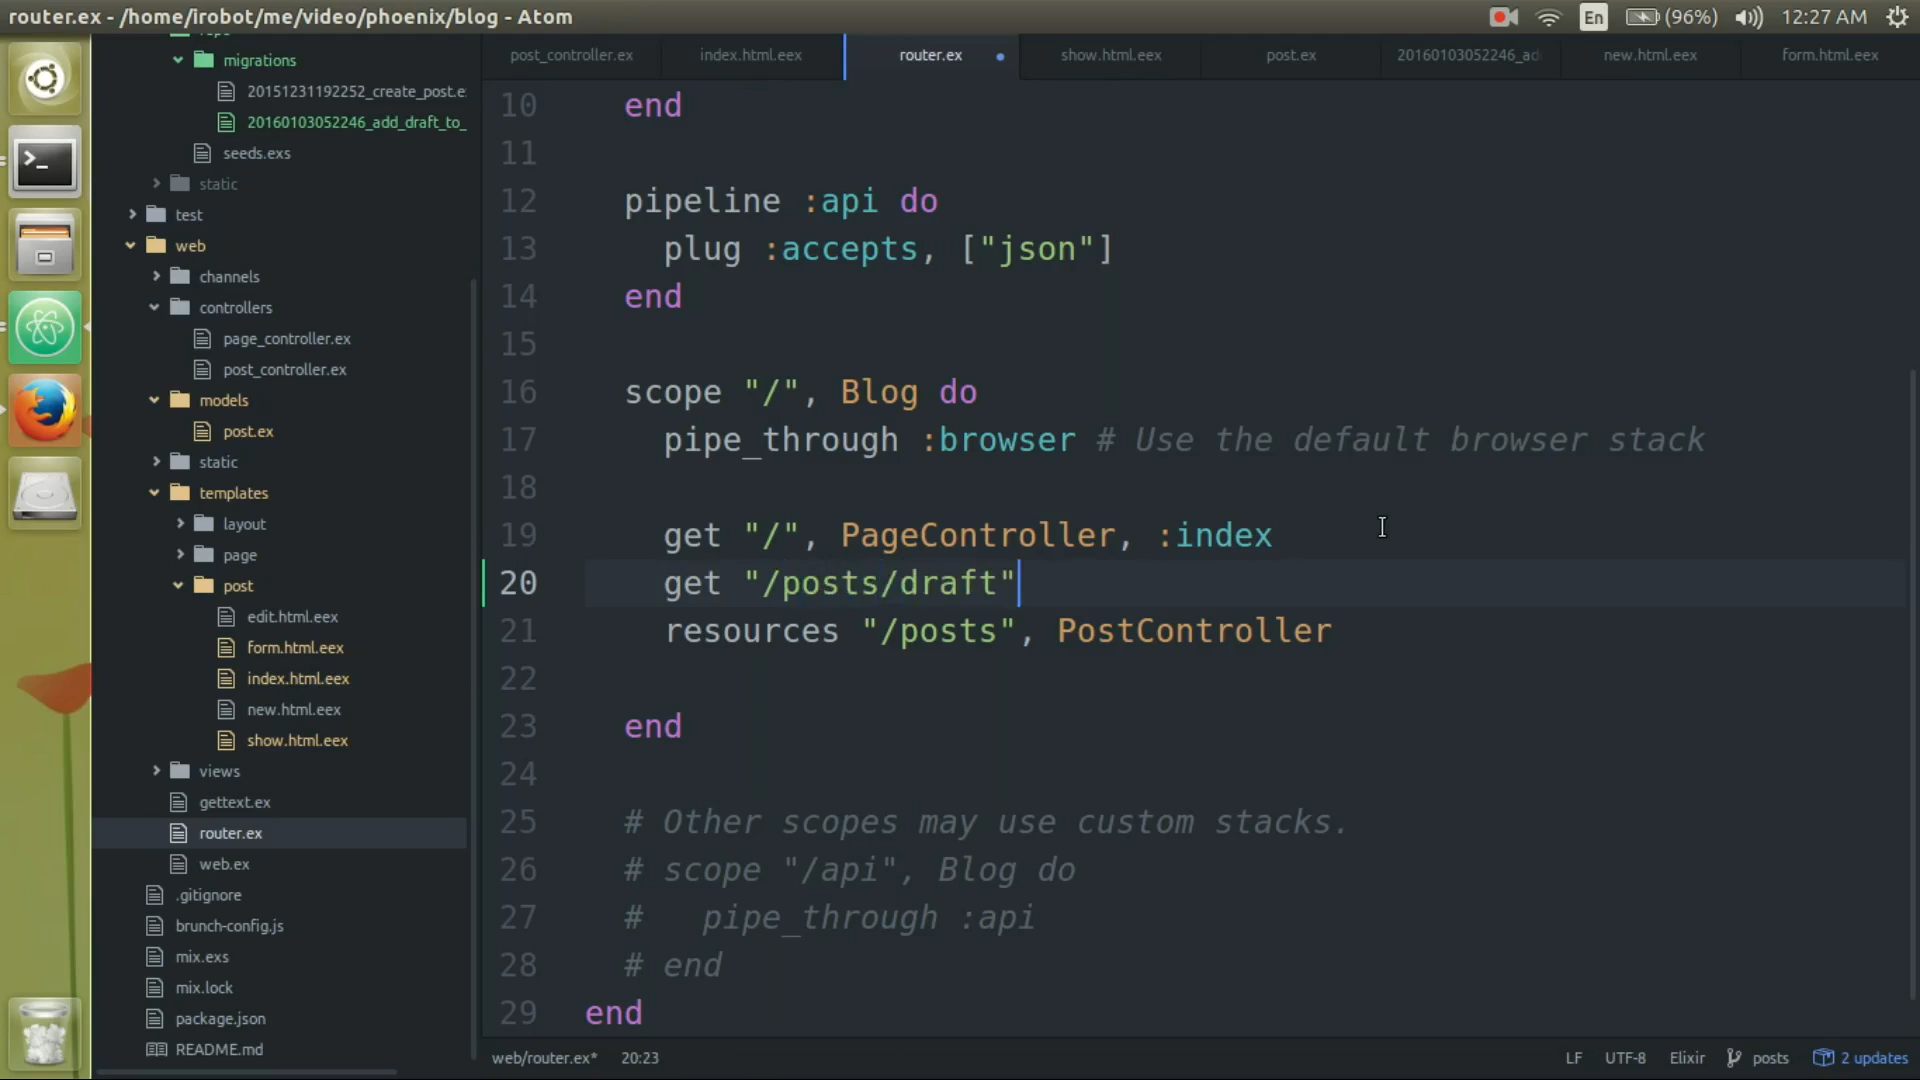 router.ex - /home/irobot/me/video/phoenix/blog - Atom
En
(96%)
12:27 AM
migrations
20151231192252_create_post.e
20160103052246_add_draft_to_
seeds.exs
static
test
web
channels
controllers
page_controller.ex
post_controller.ex
models
post.ex
static
templates
layout
page
post
edit.html.eex
form.html.eex
index.html.eex
new.html.eex
show.html.eex
views
gettext.ex
router.ex
web.ex
.gitignore
brunch-config.js
mix.exs
mix.lock
package.json
README.md
post_controller.ex
index.html.eex
router.ex
show.html.eex
post.ex
20160103052246_ad
new.html.eex
form.html.eex
10 end
11
12 pipeline :api do
13 plug :accepts, ["json"]
14 end
15
16 scope "/", Blog do
17 pipe_through :browser # Use the default browser stack
18
19 get "/", PageController, :index
20 get "/posts/draft"
21 resources "/posts", PostController
22
23 end
24
25 # Other scopes may use custom stacks.
26 # scope "/api", Blog do
27 #   pipe_through :api
28 # end
29 end
web/router.ex*
20:23
LF
UTF-8
Elixir
posts
2 updates